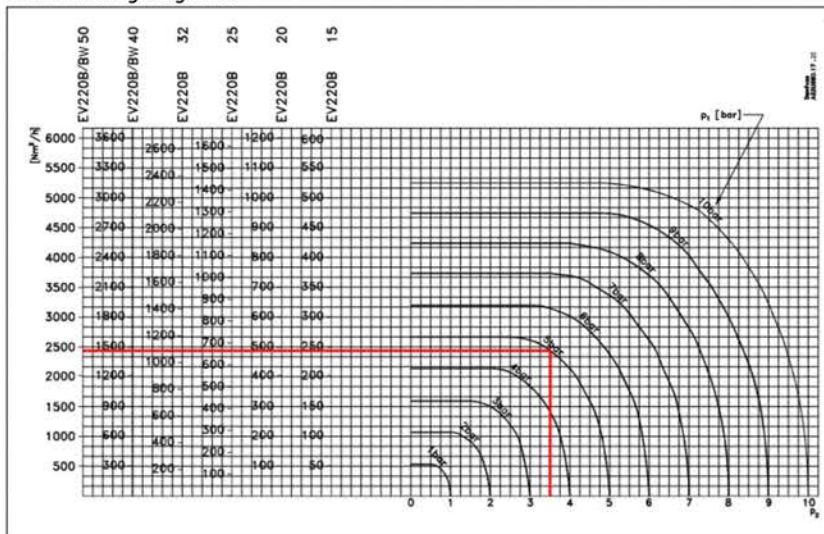 EV220B/BW 50
EV220B/BW 40
EV220B 32
EV220B 25
EV220B 20
EV220B 15
[Nm³/h]
p₁ [bar]
6000 3600 2600 1600 1200 600
5500 3300 2400 1500 1100 550
5000 3000 2200 1400 1000 500
4500 2700 2000 1300 900 450
4000 2400 1800 1200 1100 800 400
3500 2100 1600 1000 700 350
3000 1800 1400 900 800 600 300
2500 1500 1200 700 500 250
2000 1200 1000 600 400 200
1500 900 800 500 400 300 150
1000 600 600 400 300 200 200 100
500 300 200 100 100 50
10bar
9bar
8bar
7bar
6bar
5bar
4bar
3bar
2bar
1bar
0 1 2 3 4 5 6 7 8 9 10
p₂